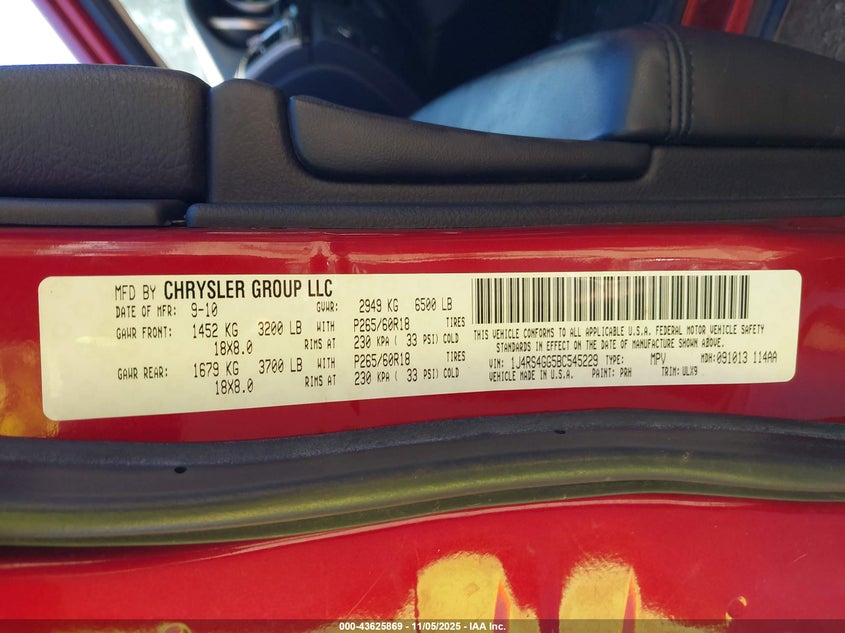 MFD BY CHRYSLER GROUP LLC
DATE OF MFR: 9-10 GVWR: 2949 KG 6500 LB
GAWR FRONT: 1452 KG 3200 LB WITH P265/60R18 TIRES
18X8.0 RIMS AT 230 KPA ( 33 PSI) COLD
GAWR REAR: 1679 KG 3700 LB WITH P265/60R18 TIRES
18X8.0 RIMS AT 230 KPA ( 33 PSI) COLD
THIS VEHICLE CONFORMS TO ALL APPLICABLE U.S.A. FEDERAL MOTOR VEHICLE SAFETY
STANDARDS IN EFFECT ON THE DATE OF MANUFACTURE SHOWN ABOVE.
VIN: 1J4RS4GG5BC545229 TYPE: MPV MDH: 091013 114AA
MADE IN U.S.A. PAINT: PRH TRIM: ULX9
000-43625869 - 11/05/2025 - IAA Inc.